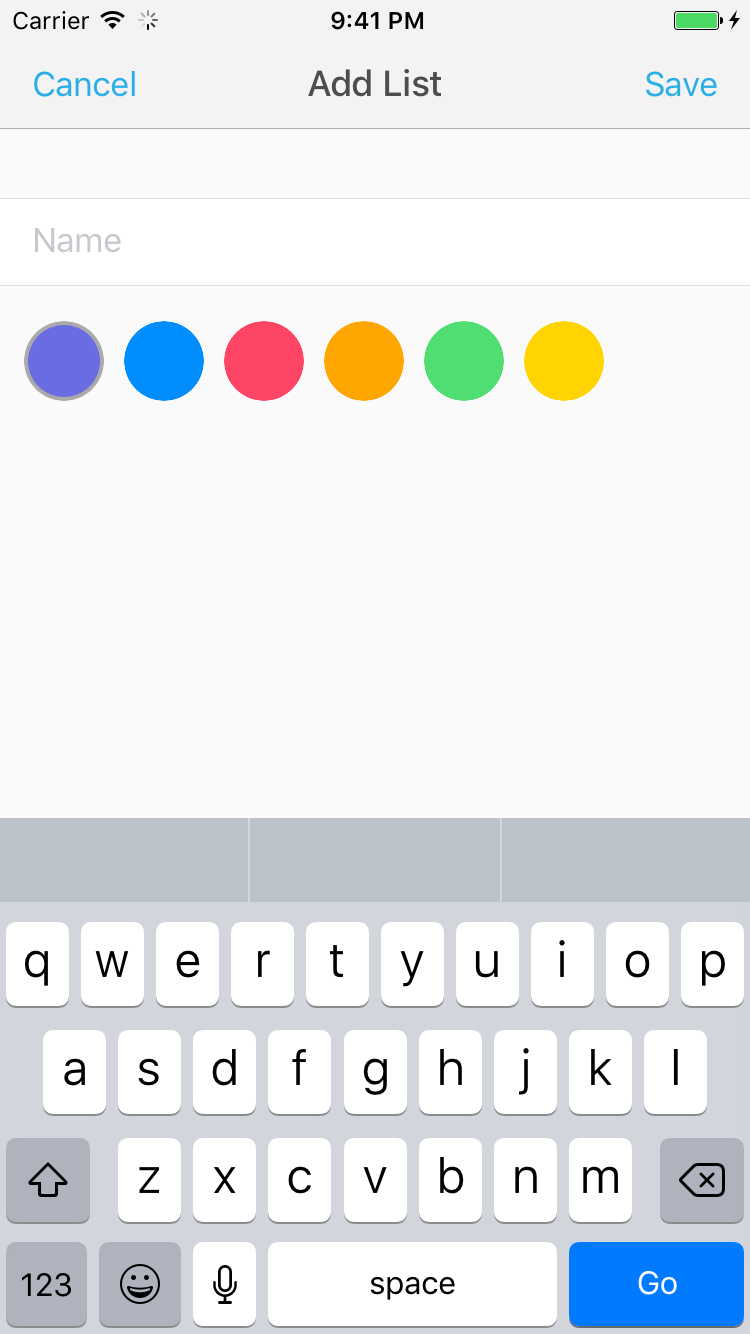 Carrier 9:41 PM
Cancel Add List Save
Name
q w e r t y u i o p
a s d f g h j k l
z x c v b n m
123 space Go